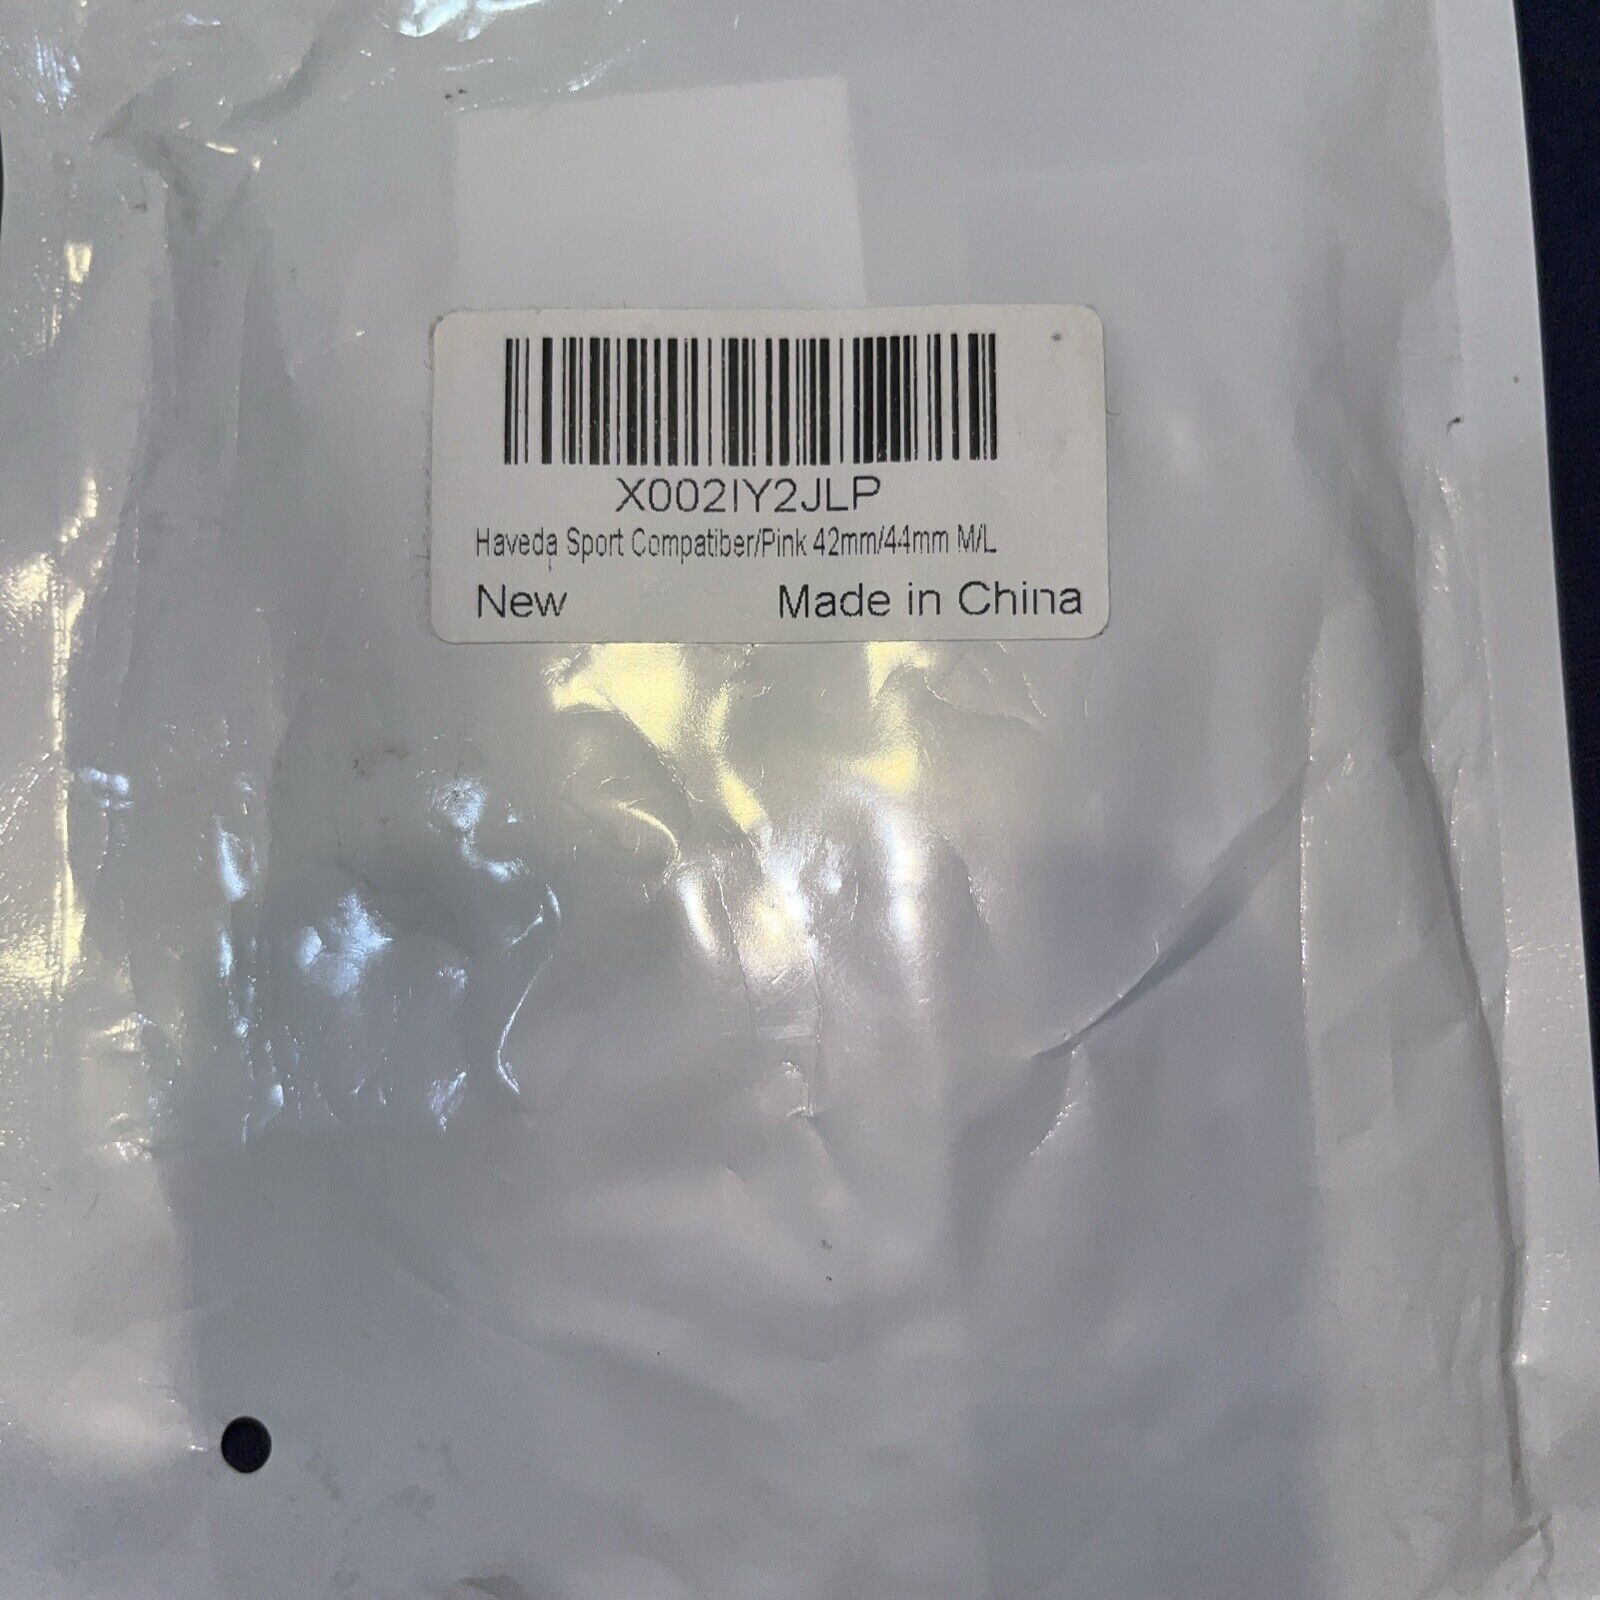 X002IY2JLP
Haveda Sport Compatiber/Pink 42mm/44mm M/L
New Made in China